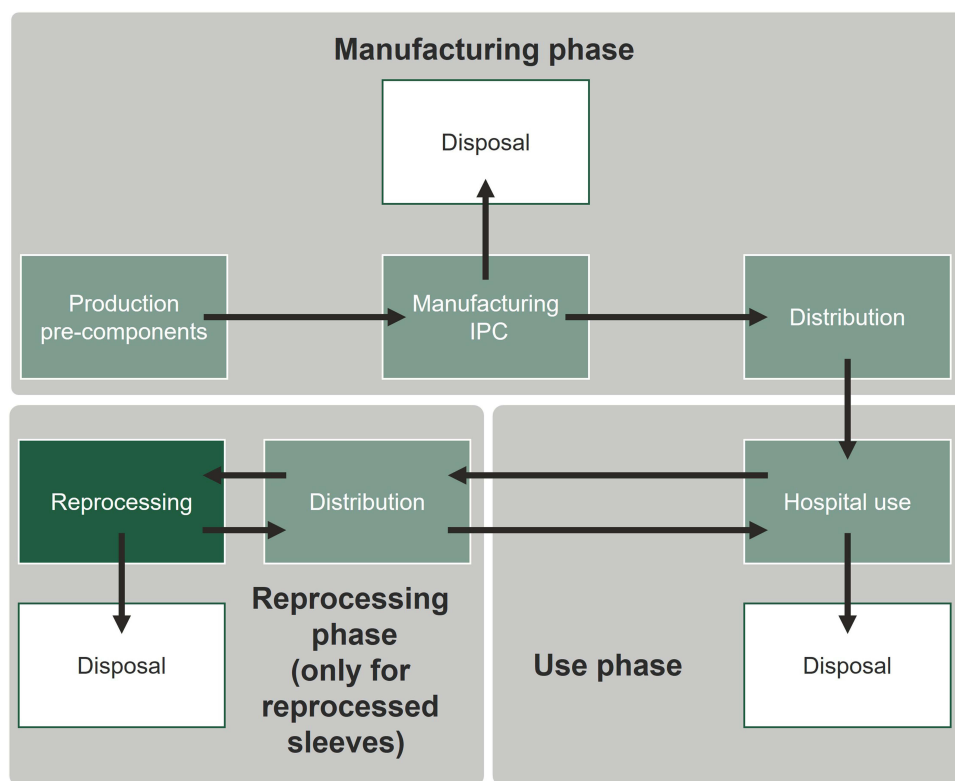 Manufacturing phase
Disposal
Production
pre-components
Manufacturing
IPC
Distribution
Reprocessing
Distribution
Hospital use
Reprocessing
phase
(only for
reprocessed
sleeves)
Disposal
Use phase
Disposal